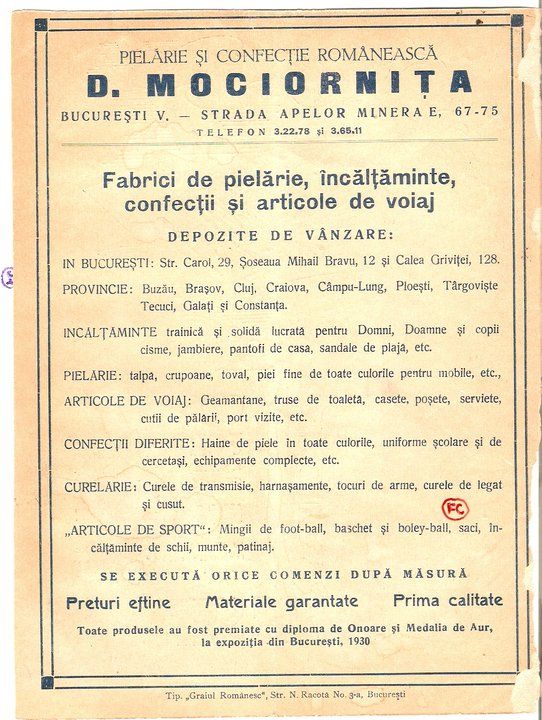 PIELĂRIE ȘI CONFECȚIE ROMÂNEASCĂ
D. MOCIORNIȚA
BUCUREȘTI V. — STRADA APELOR MINERAE, 67-75
TELEFON 3.22.78 și 3.65.11
Fabrici de pielărie, încălțăminte,
confecții și articole de voiaj
DEPOZITE DE VÂNZARE:
IN BUCUREȘTI: Str. Carol, 29, Șoseaua Mihail Bravu, 12 și Calea Griviței, 128.
PROVINCIE: Buzău, Brașov, Cluj, Craiova, Câmpu-Lung, Ploești, Târgoviște
Tecuci, Galați și Constanța.
INCĂLȚĂMINTE trainică și solidă lucrată pentru Domni, Doamne și copii
cisme, jambiere, pantofi de casă, sandale de plajă, etc.
PIELĂRIE: talpă, crupoane, toval, piei fine de toate culorile pentru mobile, etc.,
ARTICOLE DE VOIAJ: Geamantane, truse de toaletă, casete, poșete, serviete,
cutii de pălării, port vizite, etc.
CONFECȚII DIFERITE: Haine de piele în toate culorile, uniforme școlare și de
cercetași, echipamente complecte, etc.
CURELĂRIE: Curele de transmisie, harnașamente, tocuri de arme, curele de legat
și cusut.
FC
„ARTICOLE DE SPORT“: Mingii de foot-ball, baschet și boley-ball, saci, în-
călțăminte de schii, munte, patinaj.
SE EXECUTĂ ORICE COMENZI DUPĂ MĂSURĂ
Prețuri eftine Materiale garantate Prima calitate
Toate produsele au fost premiate cu diploma de Onoare și Medalia de Aur,
la expoziția din București, 1930
Tip. „Graiul Românesc“, Str. N. Racotă No. 3-a, București